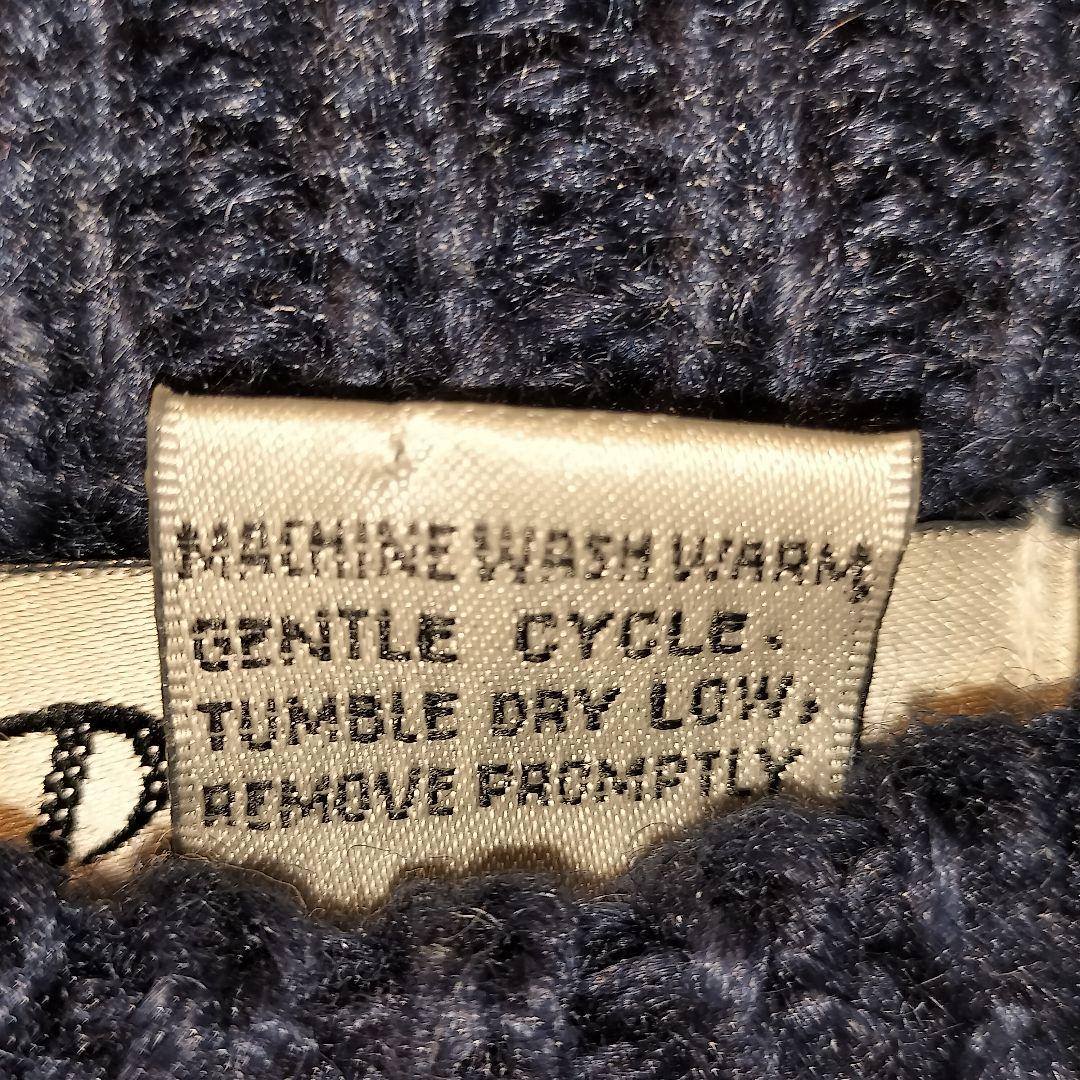 MACHINE WASH WARM,
GENTLE CYCLE.
TUMBLE DRY LOW,
REMOVE PROMPTLY